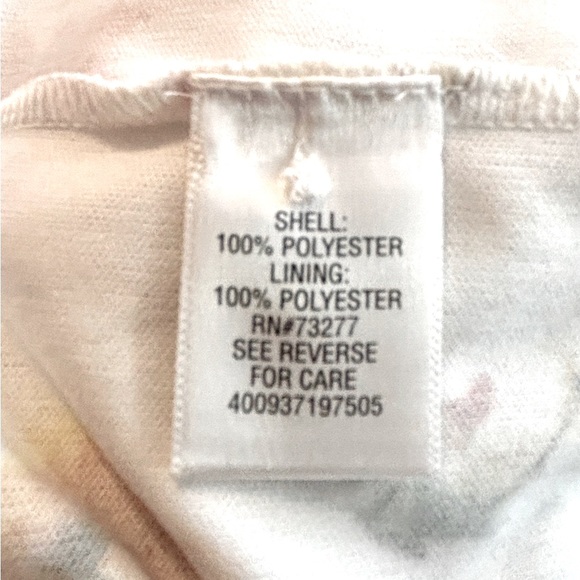 SHELL:
100% POLYESTER
LINING:
100% POLYESTER
RN#73277
SEE REVERSE
FOR CARE
400937197505